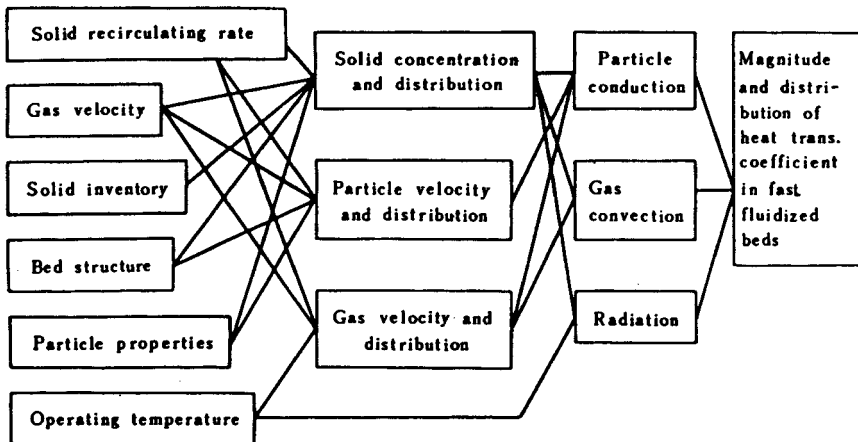 Solid recirculating rate
Gas velocity
Solid inventory
Bed structure
Particle properties
Operating temperature
Solid concentration
and distribution
Particle velocity
and distribution
Gas velocity and
distribution
Particle
conduction
Gas
convection
Radiation
Magnitude
and distri-
bution of
heat trans.
coefficient
in fast
fluidized
beds